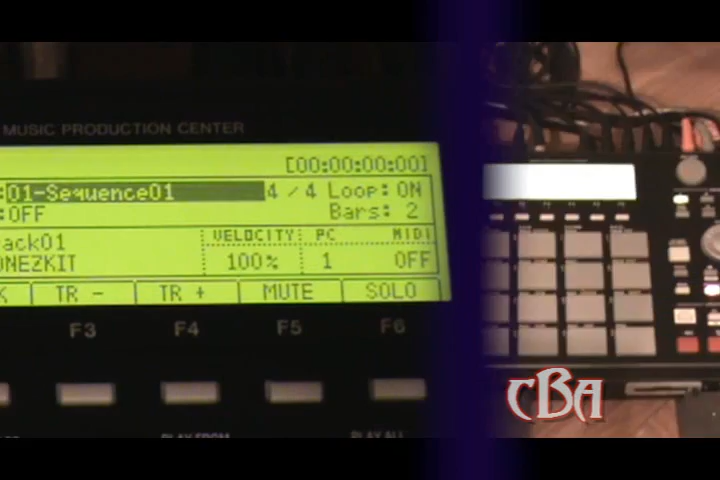 MUSIC PRODUCTION CENTER
[00:00:00:00]
:01-Sequence01 4/4 Loop: ON
:OFF Bars: 2
ack01 VELOCITY PC MIDI
ONEZKIT 100% 1 OFF
K TR - TR + MUTE SOLO
F3 F4 F5 F6
PLAY FROM PLAY ALL
CBA